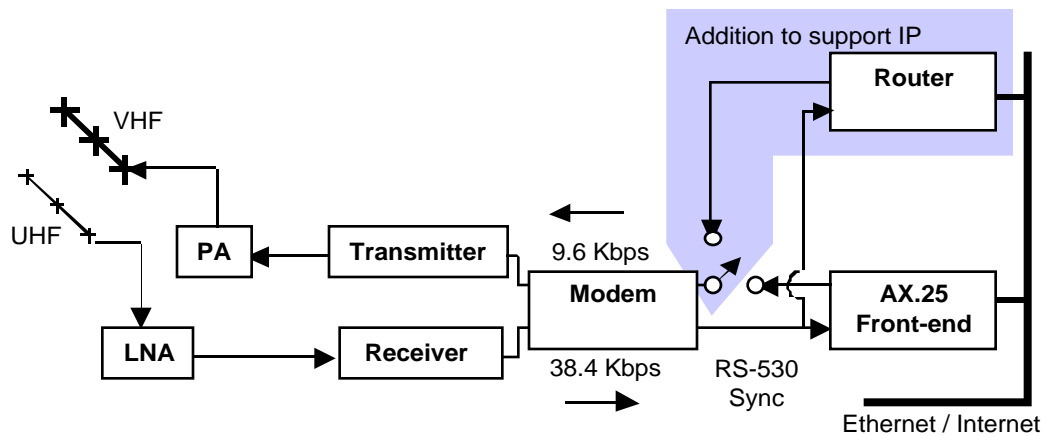 Addition to support IP
Router
VHF
UHF
PA
Transmitter
9.6 Kbps
Modem
AX.25
Front-end
LNA
Receiver
38.4 Kbps
RS-530
Sync
Ethernet / Internet